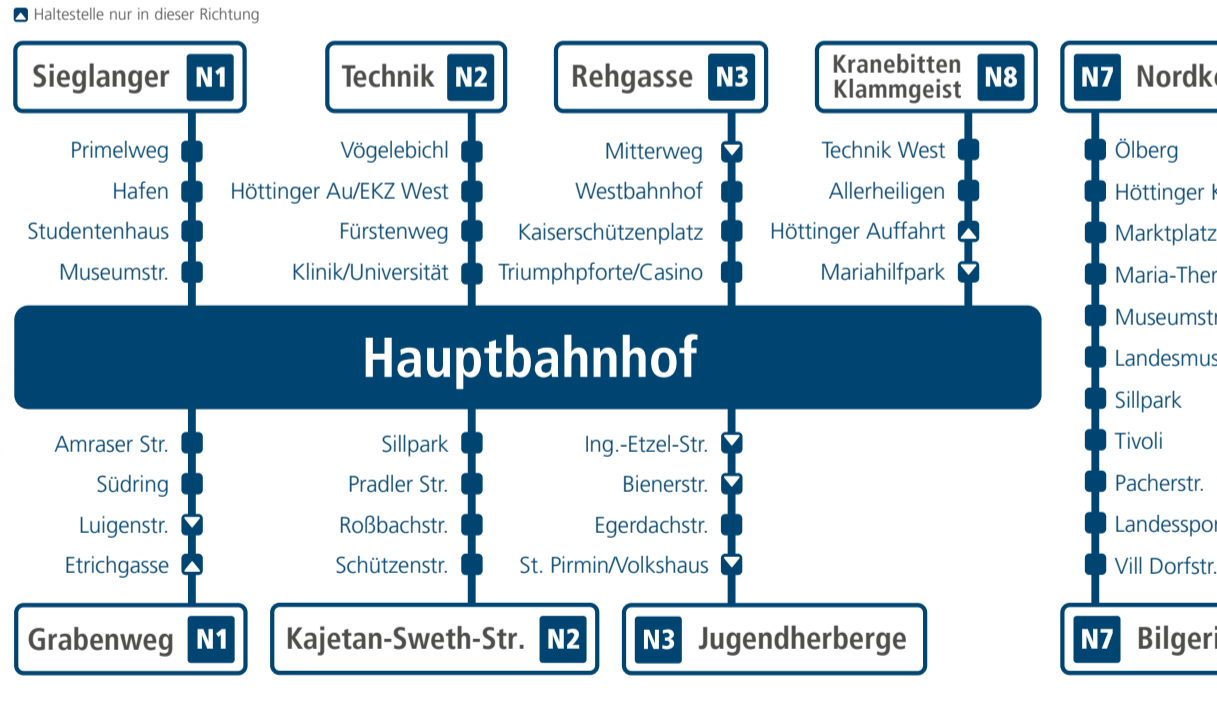 Haltestelle nur in dieser Richtung
Sieglanger N1
Primelweg
Hafen
Studentenhaus
Museumstr.
Technik N2
Vögelebichl
Höttinger Au/EKZ West
Fürstenweg
Klinik/Universität
Rehgasse N3
Mitterweg
Westbahnhof
Kaiserschützenplatz
Triumphpforte/Casino
Kranebitten
Klammgeist N8
Technik West
Allerheiligen
Höttinger Auffahrt
Mariahilfpark
Hauptbahnhof
Amraser Str.
Südring
Luigenstr.
Etrichgasse
Grabenweg N1
Sillpark
Pradler Str.
Roßbachstr.
Schützenstr.
Kajetan-Sweth-Str. N2
Ing.-Etzel-Str.
Bienerstr.
Egerdachstr.
St. Pirmin/Volkshaus
N3 Jugendherberge
N7
Ölberg
Höttinger
Marktplatz
Sillpark
Tivoli
Pacherstr.
Vill Dorfstr.
N7